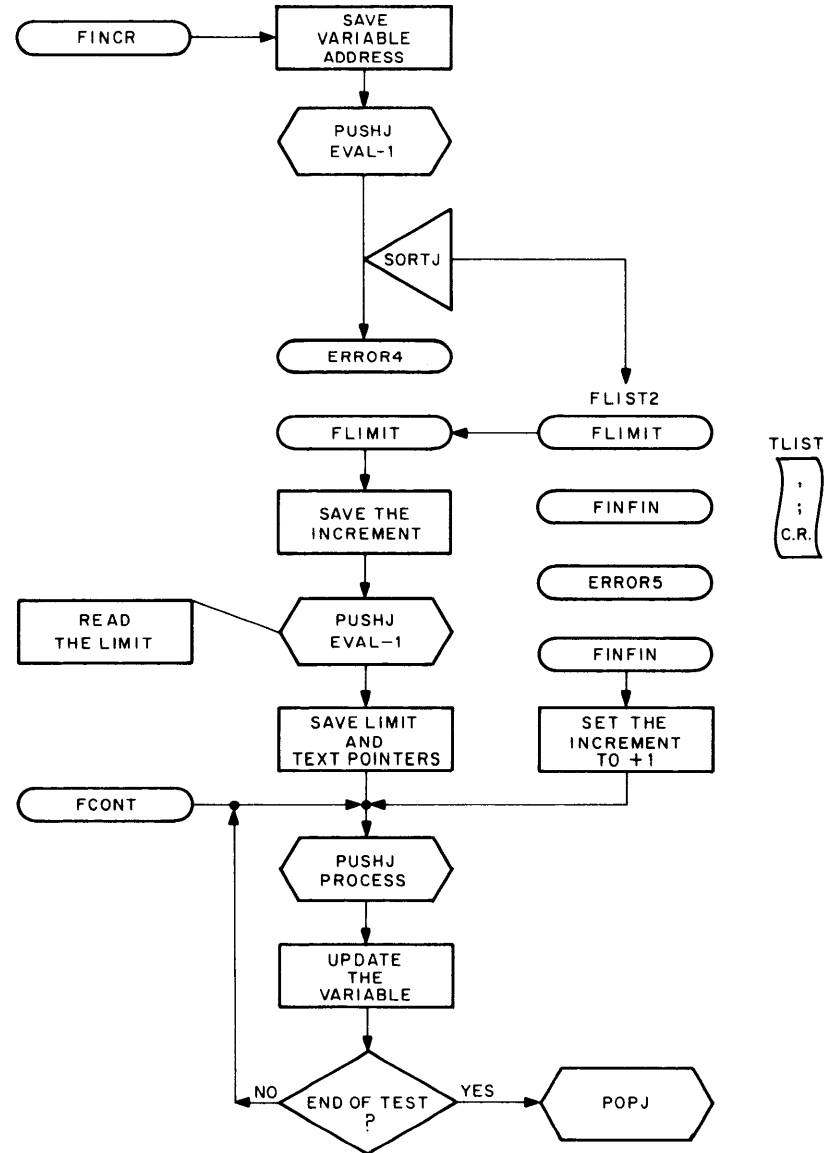 FINCR
SAVE
VARIABLE
ADDRESS
PUSHJ
EVAL-1
SORTJ
ERROR4
FLIST2
FLIMIT
FLIMIT
TLIST
,
;
C.R.
SAVE THE
INCREMENT
FINFIN
ERROR5
READ
THE LIMIT
PUSHJ
EVAL-1
FINFIN
SAVE LIMIT
AND
TEXT POINTERS
SET THE
INCREMENT
TO +1
FCONT
PUSHJ
PROCESS
UPDATE
THE
VARIABLE
NO
END OF TEST
?
YES
POPJ